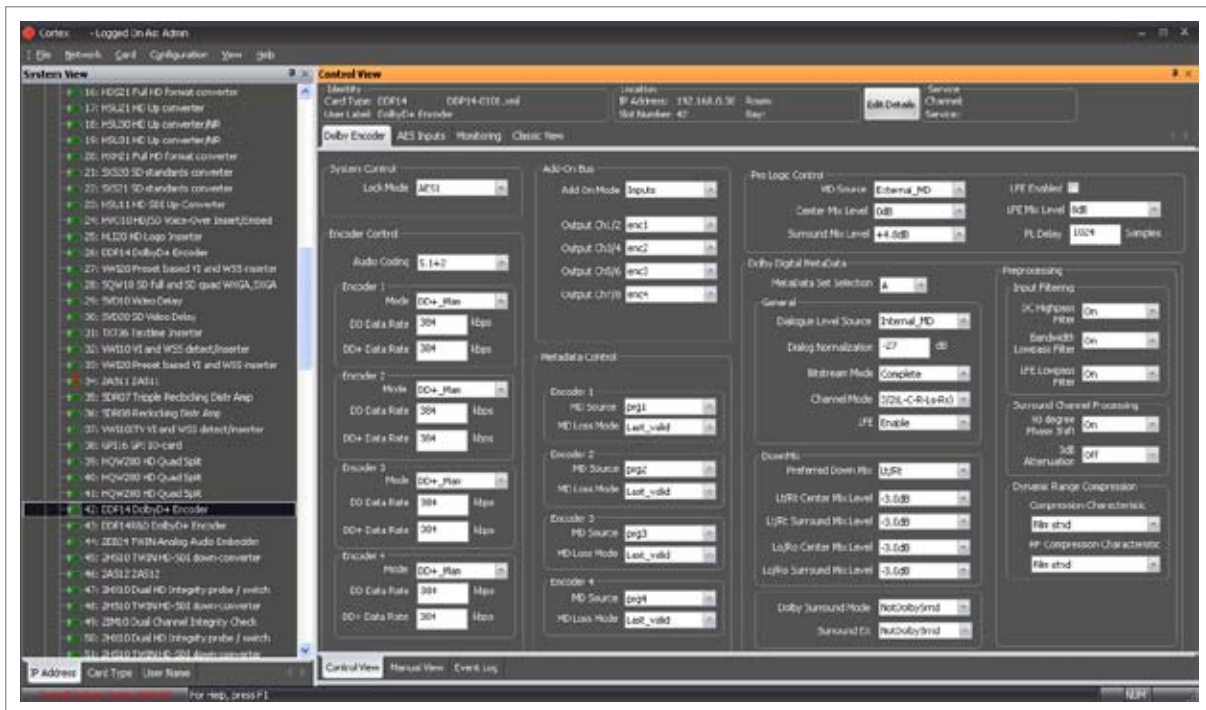 Cortex - Logged On As: Admin
File Network Card Configuration View Help
System View
16: HDS21 Full HD format converter
17: HSU21 HD Up converter
18: HSU30 HD Up converter/NR
19: HSU31 HD Up converter/NR
Full HD format converter
21: SXS20 SD standards converter
22: SXS21 SD standards converter
23: HSU11 HD-SDI Up-Converter
24: HVO10 HD/SD Voice-Over Insert/Embed
25: HLI20 HD Logo Inserter
26: DDP14 DolbyD+ Encoder
27: VWI20 Preset based VI and WSS inserter
28: SQW10 SD full and SD quad WXGA,SXGA
29: SVD10 Video Delay
30: SVD20 SD Video Delay
31: TXT36 Textline Inserter
32: VWI10 VI and WSS detect/inserter
33: VWI20 Preset based VI and WSS inserter
34: DAS11 DAS11
35: SDR07 Tripple Reclocking Distr Amp
36: SDR08 Reclocking Distr Amp
37: VWI10ITV VI and WSS detect/inserter
38: GPI16 GPI IO-card
39: HQW200 HD Quad Split
40: HQW200 HD Quad Split
41: HQW200 HD Quad Split
42: DDP14 DolbyD+ Encoder
43: DolbyD+ Encoder
44: 2EB24 TWIN Analog Audio Embedder
45: 2HS10 TWIN HD-SDI down-converter
46: 2AS12 2AS12
47: 2HI010 Dual HD Integrity probe / switch
48: 2HS10 TWIN HD-SDI down-converter
49: 2IM10 Dual Channel Integrity Check
50: 2HI010 Dual HD Integrity probe / switch
51: 2HS10 TWIN HD-SDI down-converter
IP Address Card Type User Name
For Help, press F1
Control View
Identity
Card Type: DDP14 DDP14-0101.xml
User Label: DolbyD+ Encoder
Location
IP Address: 192.168.0.30 Room:
Slot Number: 42 Bay:
Edit Details
Service
Channel:
Service:
Dolby Encoder AES Inputs Monitoring Classic View
System Control
Lock Mode AES1
Encoder Control
Audio Coding 5.1+2
Encoder 1
Mode DD+_Man
DD Data Rate 384 kbps
DD+ Data Rate 384 kbps
Encoder 2
Mode DD+_Man
DD Data Rate 384 kbps
DD+ Data Rate 384 kbps
Encoder 3
Mode DD+_Man
DD Data Rate 384 kbps
DD+ Data Rate 384 kbps
Encoder 4
Mode DD+_Man
DD Data Rate 384 kbps
DD+ Data Rate 384 kbps
Add-On Bus
Add On Mode Inputs
Output Ch1/2 enc1
Output Ch3/4 enc2
Output Ch5/6 enc3
Output Ch7/8 enc4
Metadata Control
Encoder 1
MD Source prg1
MD Loss Mode Last_valid
Encoder 2
MD Source prg2
MD Loss Mode Last_valid
Encoder 3
MD Source prg3
MD Loss Mode Last_valid
Encoder 4
MD Source prg4
MD Loss Mode Last_valid
Pro Logic Control
MD Source External_MD
Center Mix Level 0dB
Surround Mix Level +4.0dB
LFE Enabled
LFE Mix Level
PL Delay 1024 Samples
Dolby Digital MetaData
MetaData Set Selection A
General
Dialogue Level Source Internal_MD
Dialog Normalization -27 dB
Bitstream Mode Complete
Channel Mode 3/2(L-C-R-Ls-Rs)
LFE Enable
DownMix
Preferred Down Mix Lt/Rt
Lt/Rt Center Mix Level -3.0dB
Lt/Rt Surround Mix Level -3.0dB
Lo/Ro Center Mix Level -3.0dB
Lo/Ro Surround Mix Level -3.0dB
Dolby Surround Mode NotDolbySrnd
Surround EX NotDolbySrnd
Preprocessing
Input Filtering
DC Highpass Filter On
Bandwidth Lowpass Filter On
LFE Lowpass Filter On
Surround Channel Processing
90 degree Phase Shift On
3dB Attenuation Off
Dynamic Range Compression
Compression Characteristic
Film stnd
RF Compression Characteristic
Film stnd
Control View Manual View Event Log
NUM